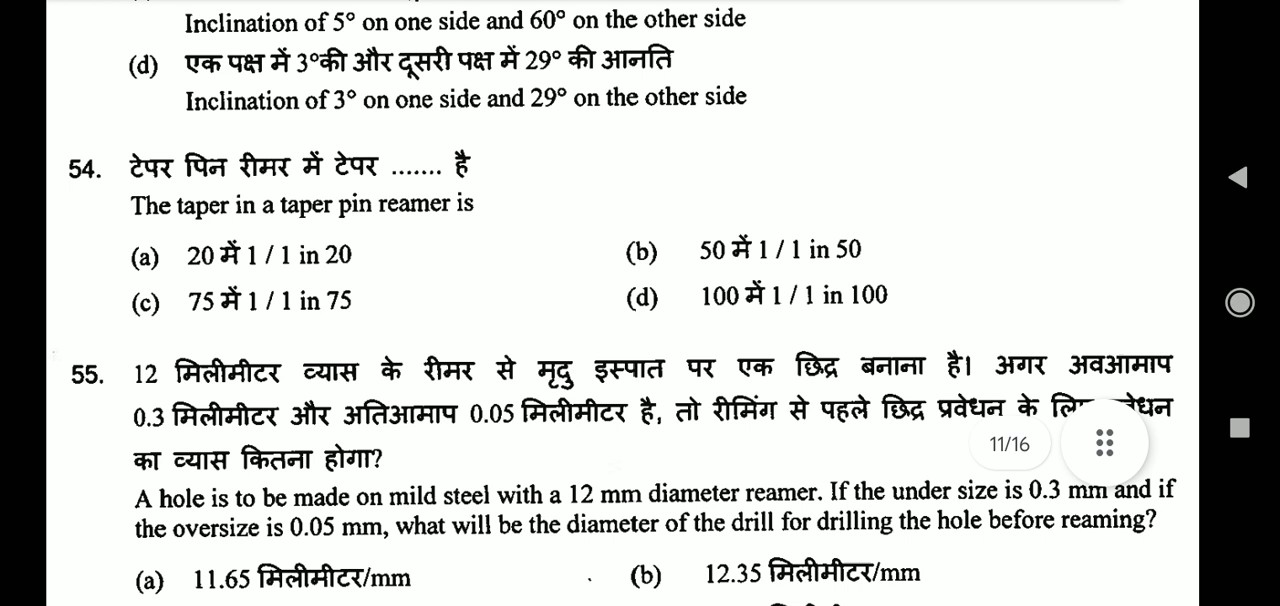 Inclination of 5° on one side and 60° on the other side
(d) एक पक्ष में 3°की और दूसरी पक्ष में 29° की आनति
Inclination of 3° on one side and 29° on the other side
54. टेपर पिन रीमर में टेपर ....... है
The taper in a taper pin reamer is
(a) 20 में 1 / 1 in 20 (b) 50 में 1 / 1 in 50
(c) 75 में 1 / 1 in 75 (d) 100 में 1 / 1 in 100
55. 12 मिलीमीटर व्यास के रीमर से मृदु इस्पात पर एक छिद्र बनाना है। अगर अवआमाप
0.3 मिलीमीटर और अतिआमाप 0.05 मिलीमीटर है, तो रीमिंग से पहले छिद्र प्रवेधन के
का व्यास कितना होगा?
11/16
A hole is to be made on mild steel with a 12 mm diameter reamer. If the under size is 0.3 mm and if
the oversize is 0.05 mm, what will be the diameter of the drill for drilling the hole before reaming?
(a) 11.65 मिलीमीटर/mm (b) 12.35 मिलीमीटर/mm